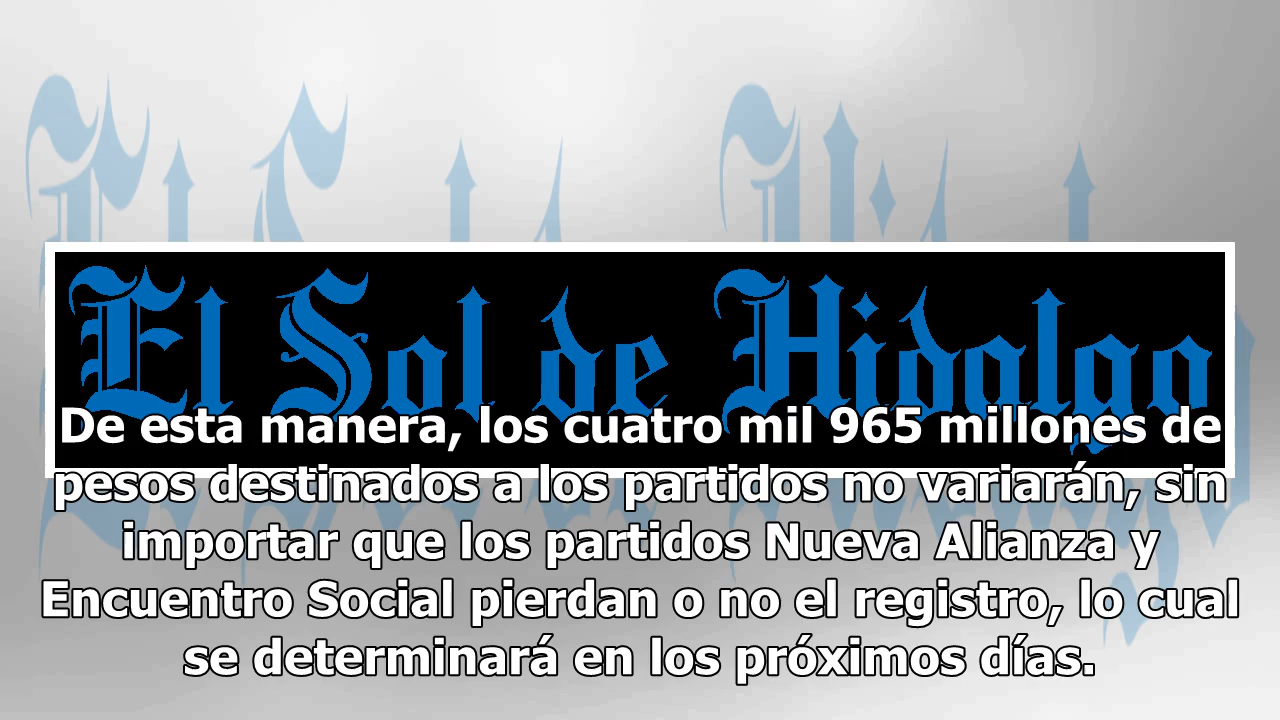 El Sol de Hidalgo
De esta manera, los cuatro mil 965 millones de
pesos destinados a los partidos no variarán, sin
importar que los partidos Nueva Alianza y
Encuentro Social pierdan o no el registro, lo cual
se determinará en los próximos días.